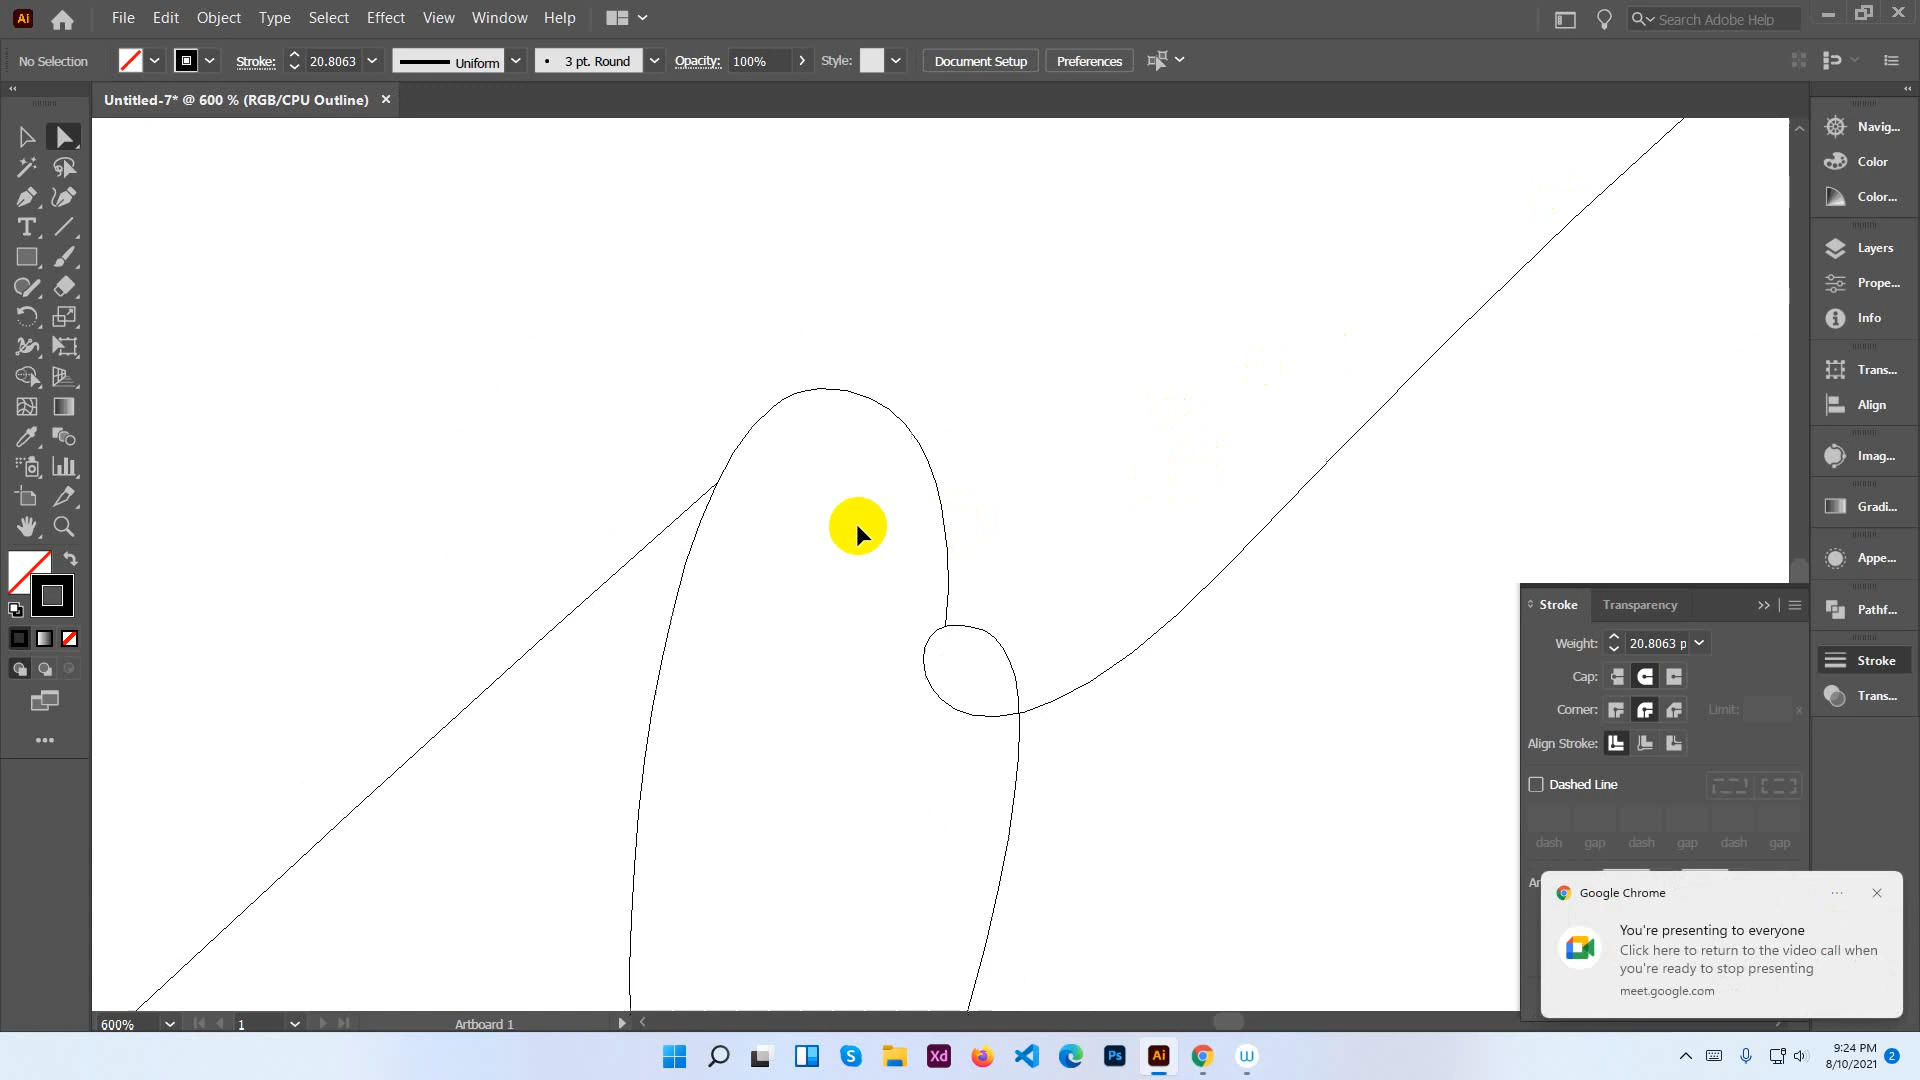 Ai File Edit Object Type Select Effect View Window Help Search Adobe Help
No Selection Stroke: 20.8063 Uniform 3 pt. Round Opacity: 100% Style: Document Setup Preferences
Untitled-7* @ 600 % (RGB/CPU Outline)
Navig...
Color
Color...
Layers
Prope...
Info
Trans...
Align
Imag...
Gradi...
Appe...
Pathf...
Stroke
Trans...
Stroke Transparency
Weight: 20.8063 p
Cap:
Corner: Limit: x
Align Stroke:
Dashed Line
dash gap dash gap dash gap
Google Chrome
You're presenting to everyone
Click here to return to the video call when
you're ready to stop presenting
meet.google.com
600% 1 Artboard 1
Xd Ps Ai
9:24 PM
8/10/2021
2